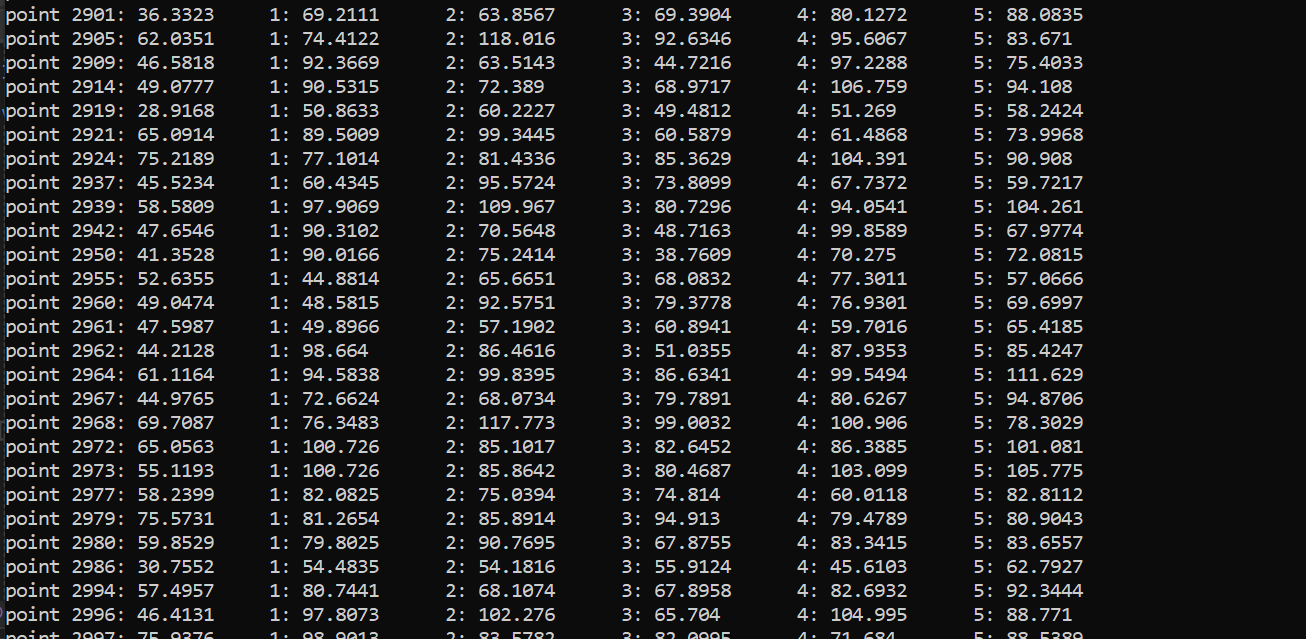 point 2901: 36.3323 1: 69.2111 2: 63.8567 3: 69.3904 4: 80.1272 5: 88.0835
point 2905: 62.0351 1: 74.4122 2: 118.016 3: 92.6346 4: 95.6067 5: 83.671
point 2909: 46.5818 1: 92.3669 2: 63.5143 3: 44.7216 4: 97.2288 5: 75.4033
point 2914: 49.0777 1: 90.5315 2: 72.389 3: 68.9717 4: 106.759 5: 94.108
point 2919: 28.9168 1: 50.8633 2: 60.2227 3: 49.4812 4: 51.269 5: 58.2424
point 2921: 65.0914 1: 89.5009 2: 99.3445 3: 60.5879 4: 61.4868 5: 73.9968
point 2924: 75.2189 1: 77.1014 2: 81.4336 3: 85.3629 4: 104.391 5: 90.908
point 2937: 45.5234 1: 60.4345 2: 95.5724 3: 73.8099 4: 67.7372 5: 59.7217
point 2939: 58.5809 1: 97.9069 2: 109.967 3: 80.7296 4: 94.0541 5: 104.261
point 2942: 47.6546 1: 90.3102 2: 70.5648 3: 48.7163 4: 99.8589 5: 67.9774
point 2950: 41.3528 1: 90.0166 2: 75.2414 3: 38.7609 4: 70.275 5: 72.0815
point 2955: 52.6355 1: 44.8814 2: 65.6651 3: 68.0832 4: 77.3011 5: 57.0666
point 2960: 49.0474 1: 48.5815 2: 92.5751 3: 79.3778 4: 76.9301 5: 69.6997
point 2961: 47.5987 1: 49.8966 2: 57.1902 3: 60.8941 4: 59.7016 5: 65.4185
point 2962: 44.2128 1: 98.664 2: 86.4616 3: 51.0355 4: 87.9353 5: 85.4247
point 2964: 61.1164 1: 94.5838 2: 99.8395 3: 86.6341 4: 99.5494 5: 111.629
point 2967: 44.9765 1: 72.6624 2: 68.0734 3: 79.7891 4: 80.6267 5: 94.8706
point 2968: 69.7087 1: 76.3483 2: 117.773 3: 99.0032 4: 100.906 5: 78.3029
point 2972: 65.0563 1: 100.726 2: 85.1017 3: 82.6452 4: 86.3885 5: 101.081
point 2973: 55.1193 1: 100.726 2: 85.8642 3: 80.4687 4: 103.099 5: 105.775
point 2977: 58.2399 1: 82.0825 2: 75.0394 3: 74.814 4: 60.0118 5: 82.8112
point 2979: 75.5731 1: 81.2654 2: 85.8914 3: 94.913 4: 79.4789 5: 80.9043
point 2980: 59.8529 1: 79.8025 2: 90.7695 3: 67.8755 4: 83.3415 5: 83.6557
point 2986: 30.7552 1: 54.4835 2: 54.1816 3: 55.9124 4: 45.6103 5: 62.7927
point 2994: 57.4957 1: 80.7441 2: 68.1074 3: 67.8958 4: 82.6932 5: 92.3444
point 2996: 46.4131 1: 97.8073 2: 102.276 3: 65.704 4: 104.995 5: 88.771
point 2997: 75.9376 1: 98.9013 2: 83.5782 3: 82.0995 4: 71.684 5: 88.5389